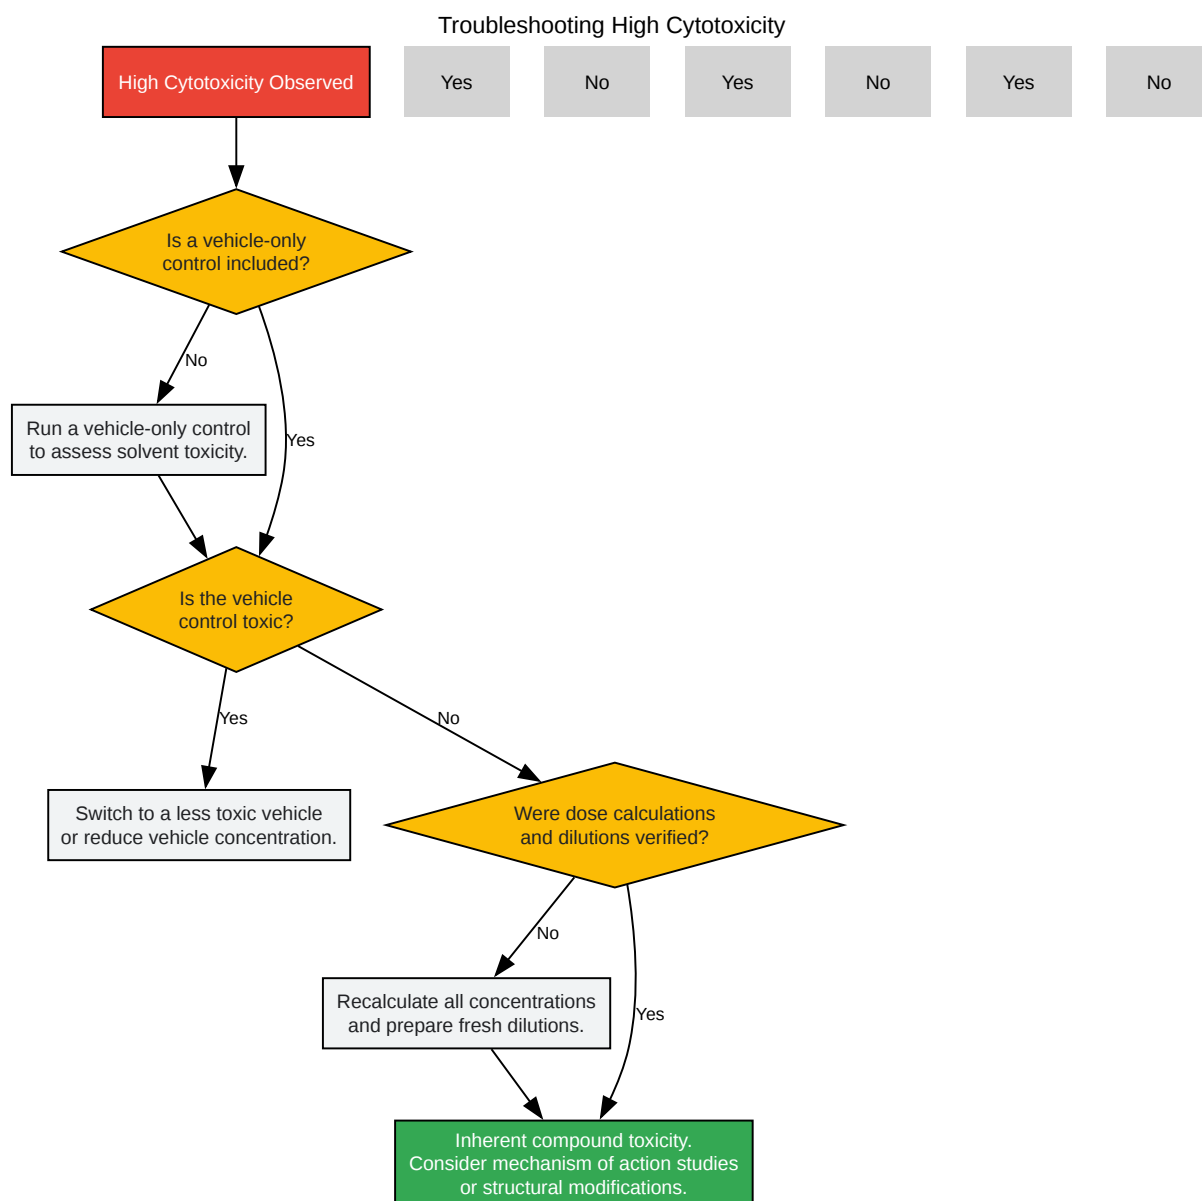 Troubleshooting High Cytotoxicity
High Cytotoxicity Observed
Yes
No
Yes
No
Yes
No
Is a vehicle-only
control included?
No
Run a vehicle-only control
to assess solvent toxicity.
Yes
Is the vehicle
control toxic?
Yes
No
Switch to a less toxic vehicle
or reduce vehicle concentration.
Were dose calculations
and dilutions verified?
No
Recalculate all concentrations
and prepare fresh dilutions.
Yes
Inherent compound toxicity.
Consider mechanism of action studies
or structural modifications.